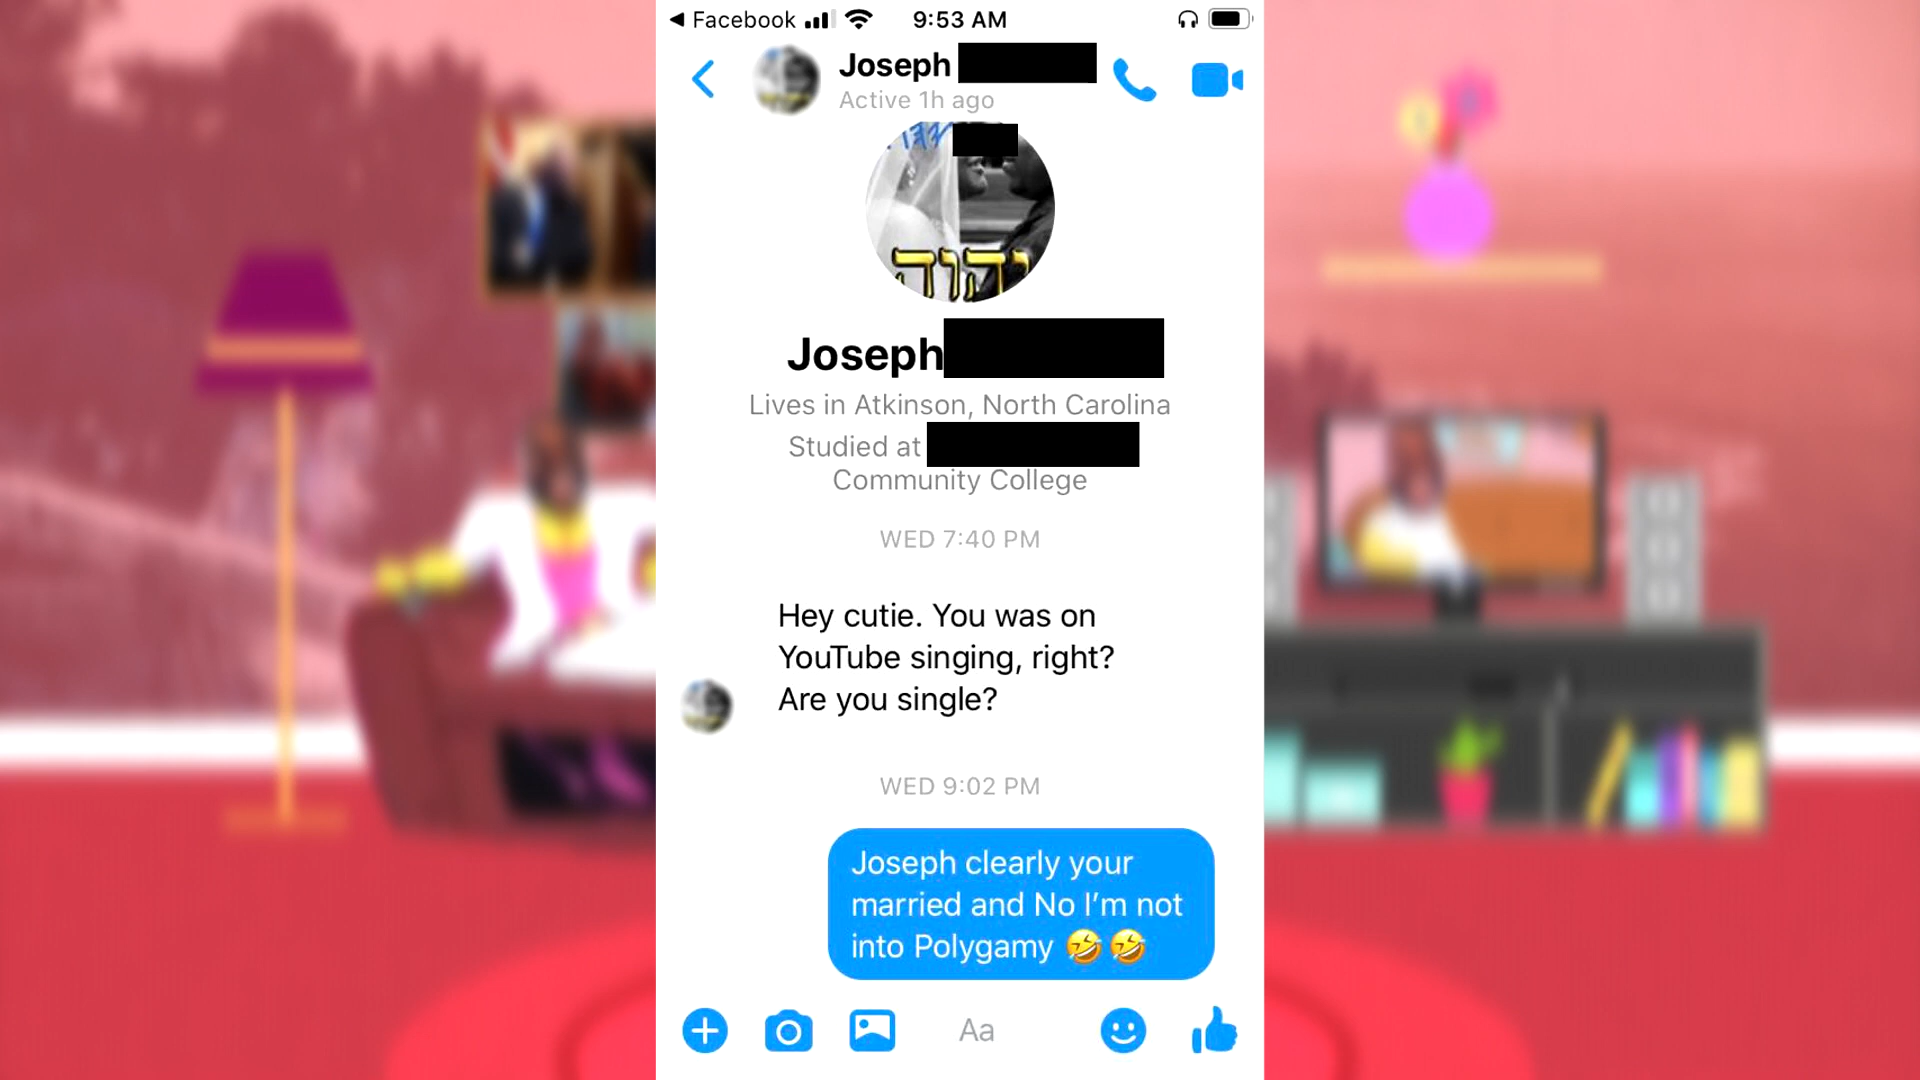 Facebook 9:53 AM
Joseph
Active 1h ago
יהוה
Joseph
Lives in Atkinson, North Carolina
Studied at
Community College
WED 7:40 PM
Hey cutie. You was on
YouTube singing, right?
Are you single?
WED 9:02 PM
Joseph clearly your
married and No I’m not
into Polygamy 🤣🤣
Aa